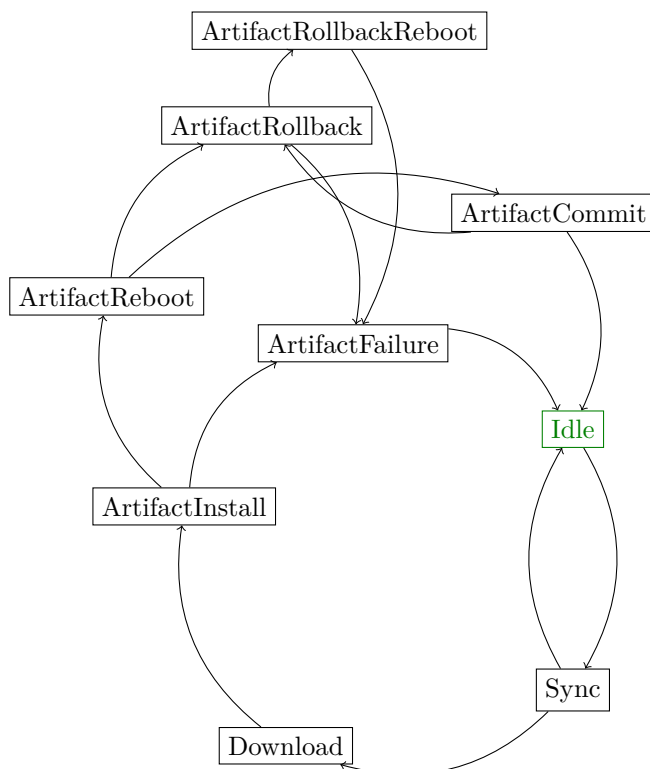 ArtifactRollbackReboot
ArtifactRollback
ArtifactCommit
ArtifactReboot
ArtifactFailure
Idle
ArtifactInstall
Sync
Download